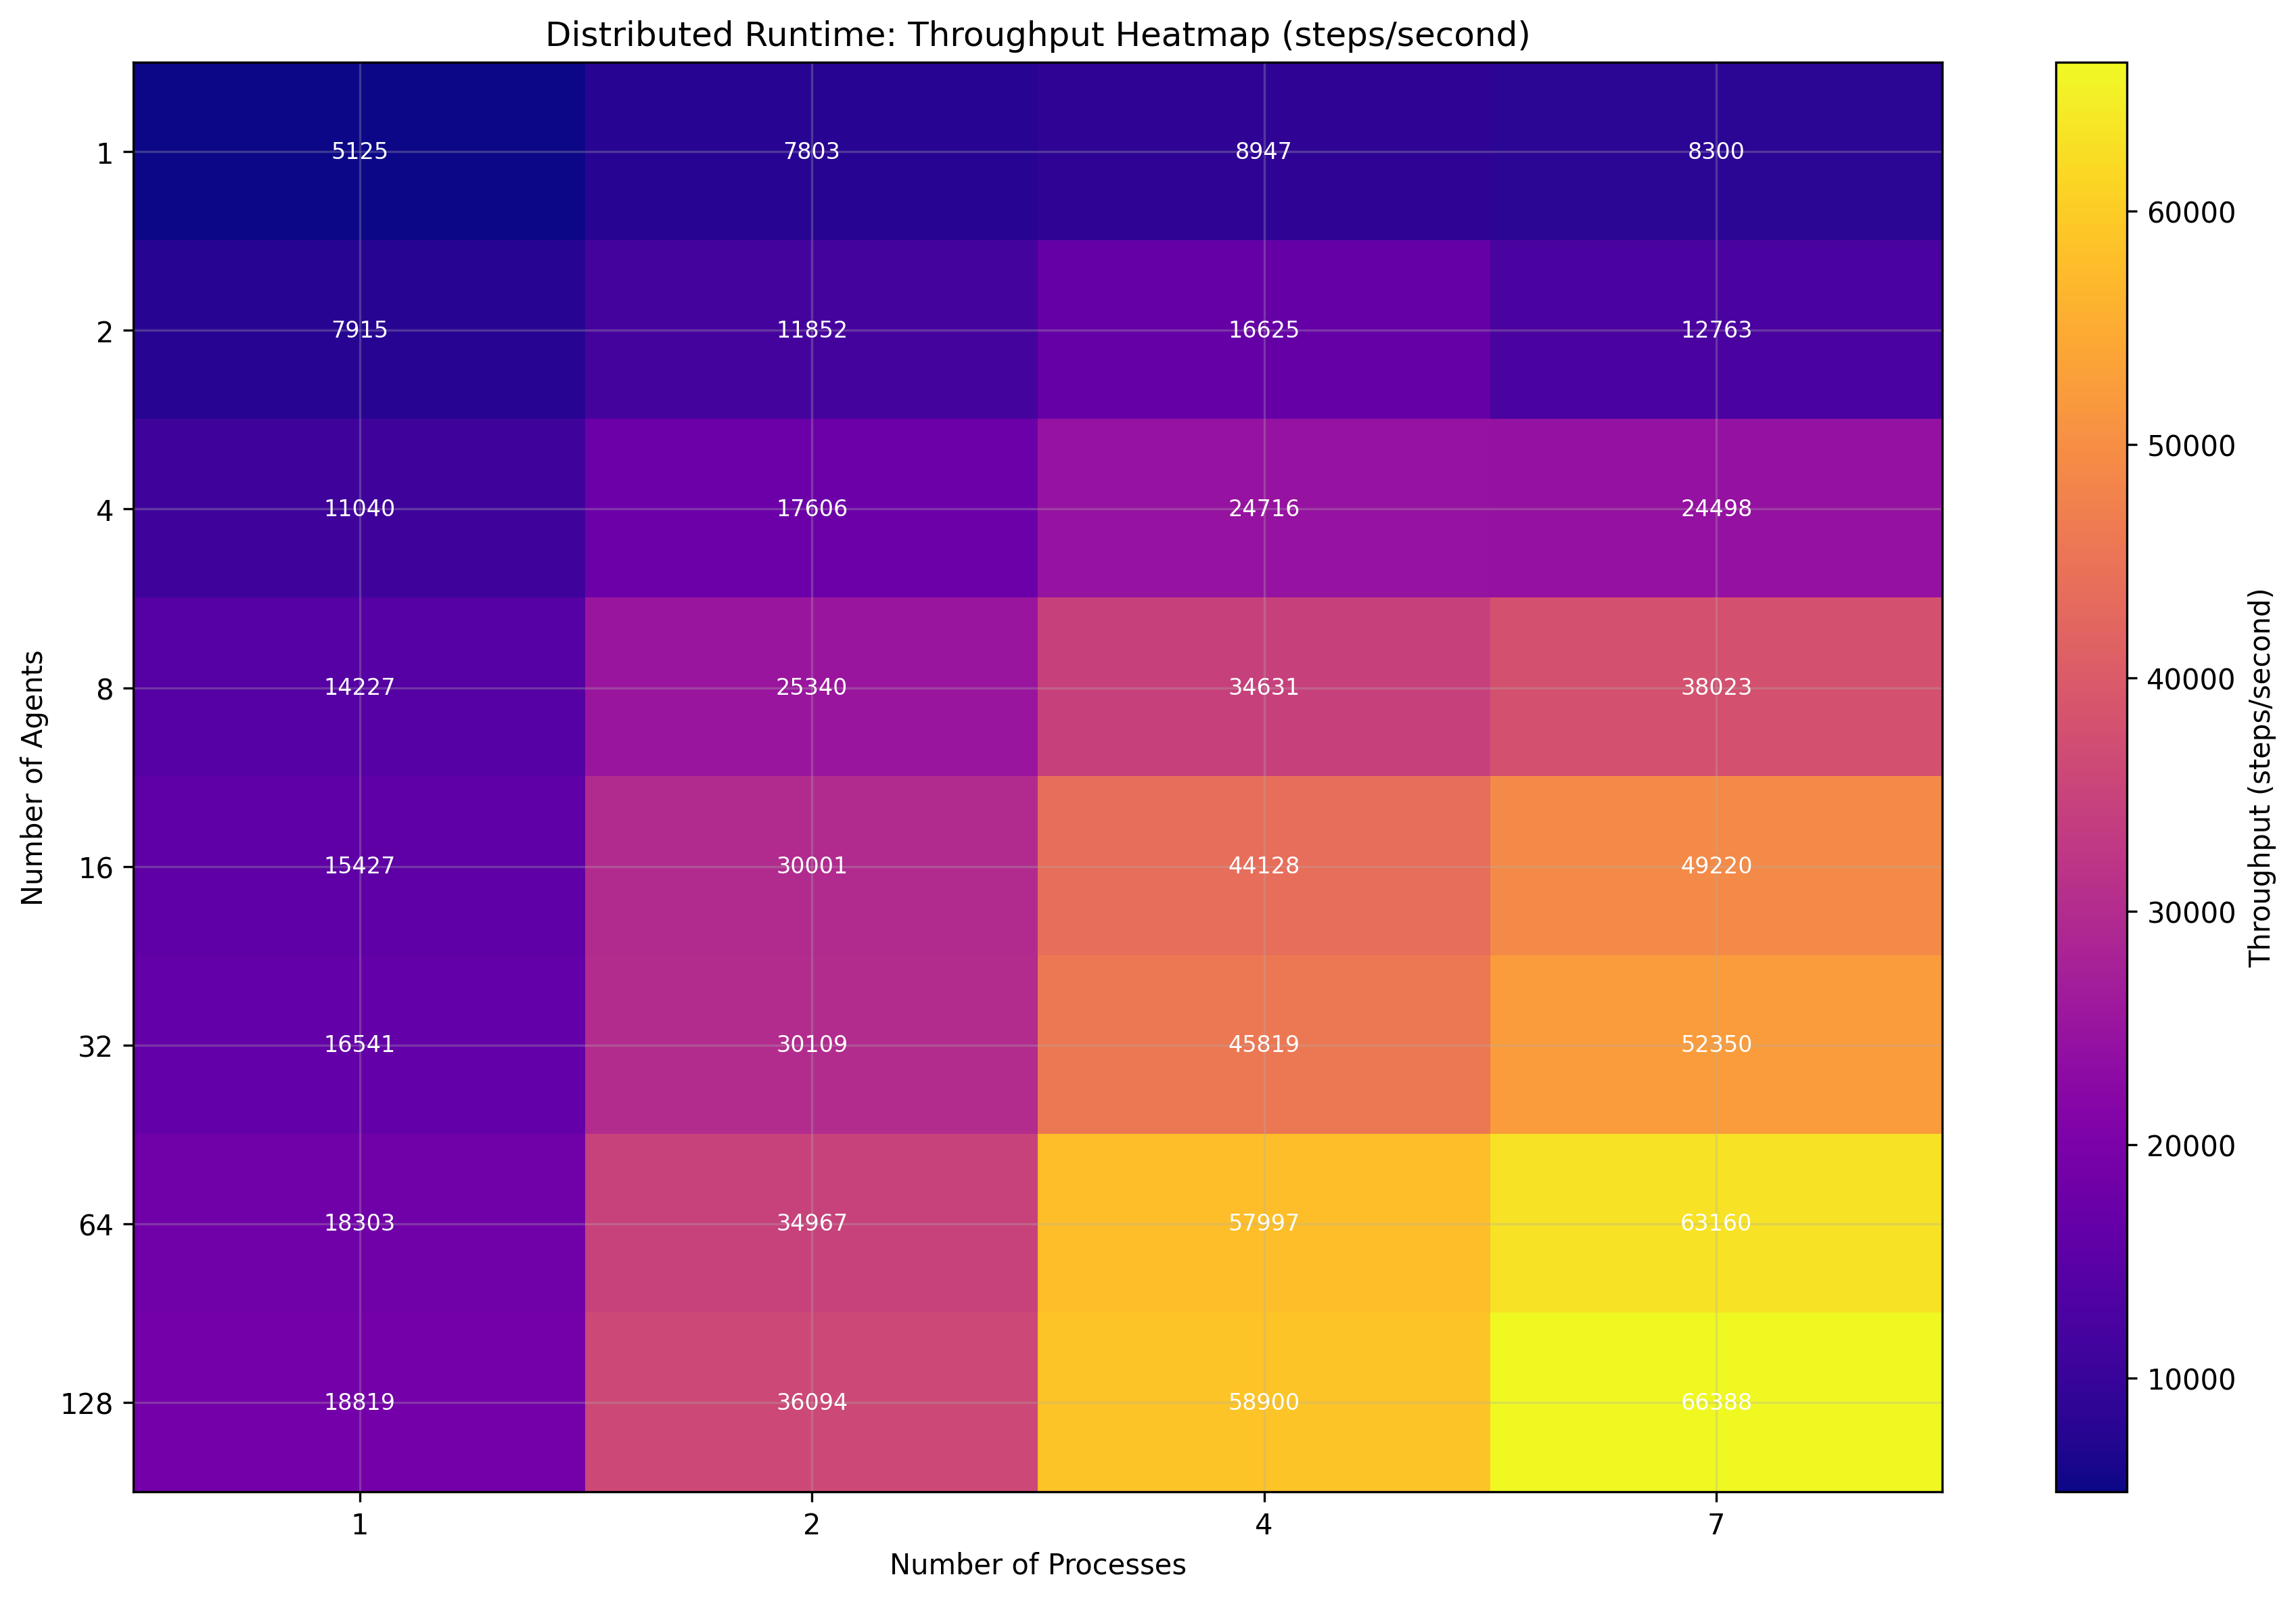 Distributed Runtime: Throughput Heatmap (steps/second)
1 5125 7803 8947 8300
2 7915 11852 16625 12763
4 11040 17606 24716 24498
8 14227 25340 34631 38023
16 15427 30001 44128 49220
32 16541 30109 45819 52350
64 18303 34967 57997 63160
128 18819 36094 58900 66388
1 2 4 7
Number of Processes
Number of Agents
60000
50000
40000
30000
20000
10000
Throughput (steps/second)